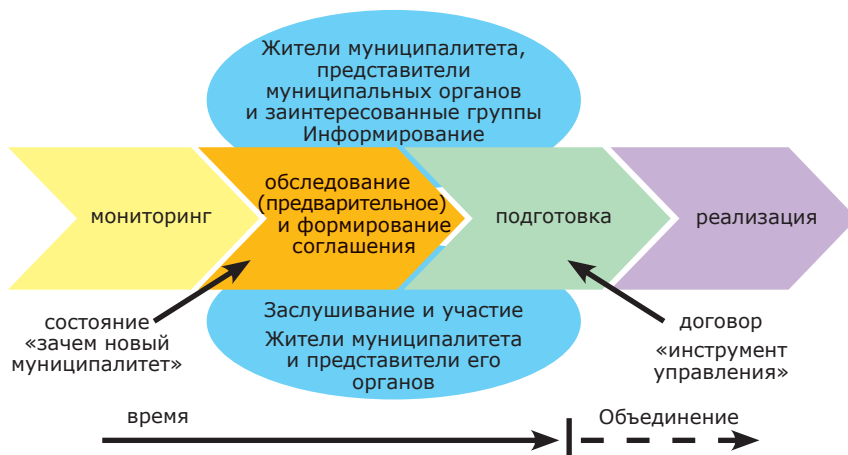 Жители муниципалитета,
представители
муниципальных органов
и заинтересованные группы
Информирование
мониторинг
обследование
(предварительное)
и формирование
соглашения
подготовка
реализация
состояние
«зачем новый
муниципалитет»
Заслушивание и участие
Жители муниципалитета
и представители его
органов
договор
«инструмент
управления»
время
Объединение